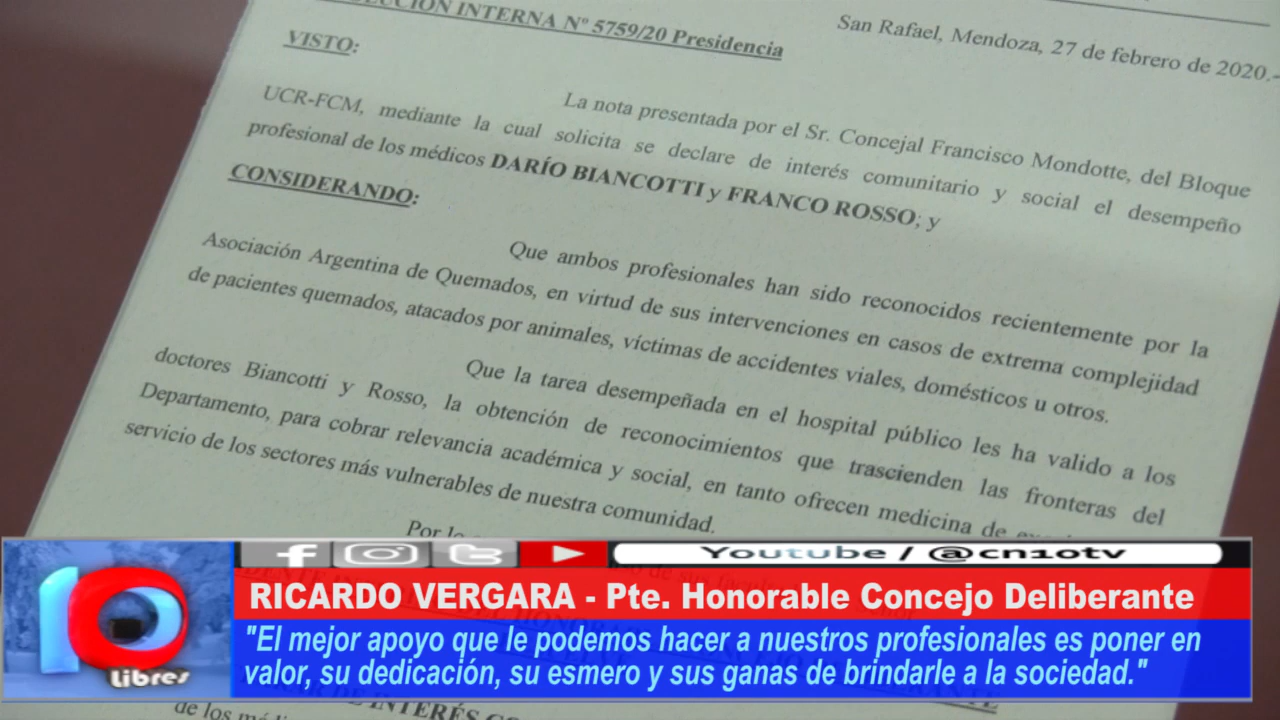 INTERNA Nº 5759/20 Presidencia
San Rafael, Mendoza, 27 de febrero de 2020.-
VISTO:
La nota presentada por el Sr. Concejal Francisco Mondotte, del Bloque
UCR-FCM, mediante la cual solicita se declare de interés comunitario y social el desempeño
profesional de los médicos DARÍO BIANCOTTI y FRANCO ROSSO; y
CONSIDERANDO:
Que ambos profesionales han sido reconocidos recientemente por la
Asociación Argentina de Quemados, en virtud de sus intervenciones en casos de extrema complejidad
de pacientes quemados, atacados por animales, víctimas de accidentes viales, domésticos u otros.
Que la tarea desempeñada en el hospital público les ha valido a los
doctores Biancotti y Rosso, la obtención de reconocimientos que trascienden las fronteras del
Departamento, para cobrar relevancia académica y social, en tanto ofrecen medicina de
servicio de los sectores más vulnerables de nuestra comunidad.
Por
Youtube / @cn10tv
RICARDO VERGARA - Pte. Honorable Concejo Deliberante
"El mejor apoyo que le podemos hacer a nuestros profesionales es poner en
valor, su dedicación, su esmero y sus ganas de brindarle a la sociedad."
10
libres
DE INTERÉS
de los